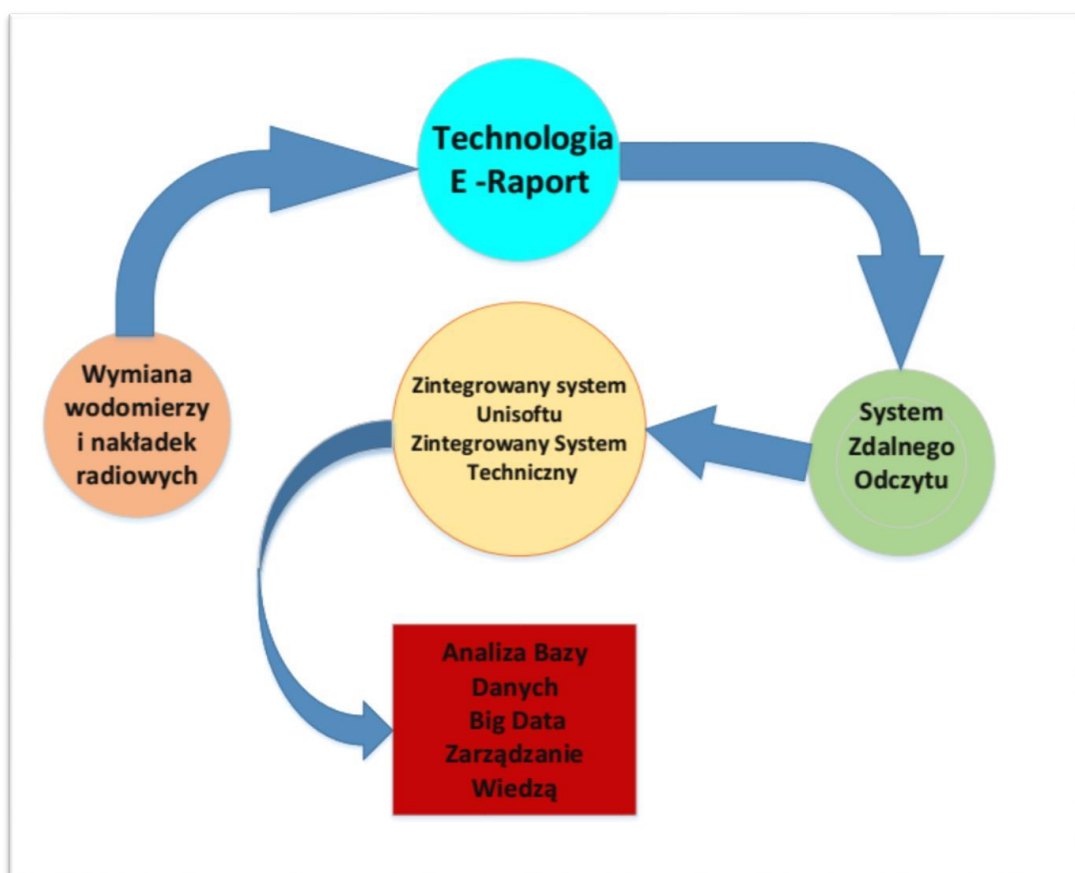 Technologia
E -Raport
Wymiana
wodomierzy
i nakładek
radiowych
Zintegrowany system
Unisoftu
Zintegrowany System
Techniczny
System
Zdalnego
Odczytu
Analiza Bazy
Danych
Big Data
Zarządzanie
Wiedzą